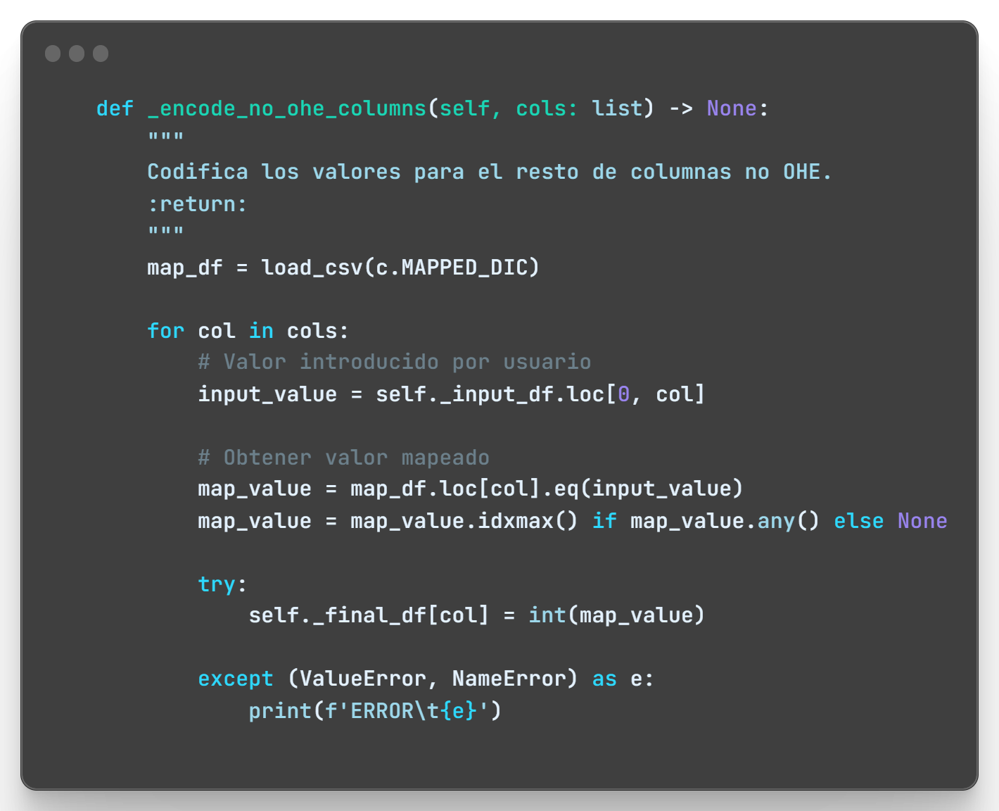 def _encode_no_ohe_columns(self, cols: list) -> None:
    """
    Codifica los valores para el resto de columnas no OHE.
    :return:
    """
    map_df = load_csv(c.MAPPED_DIC)

    for col in cols:
        # Valor introducido por usuario
        input_value = self._input_df.loc[0, col]

        # Obtener valor mapeado
        map_value = map_df.loc[col].eq(input_value)
        map_value = map_value.idxmax() if map_value.any() else None

        try:
            self._final_df[col] = int(map_value)

        except (ValueError, NameError) as e:
            print(f'ERROR\t{e}')